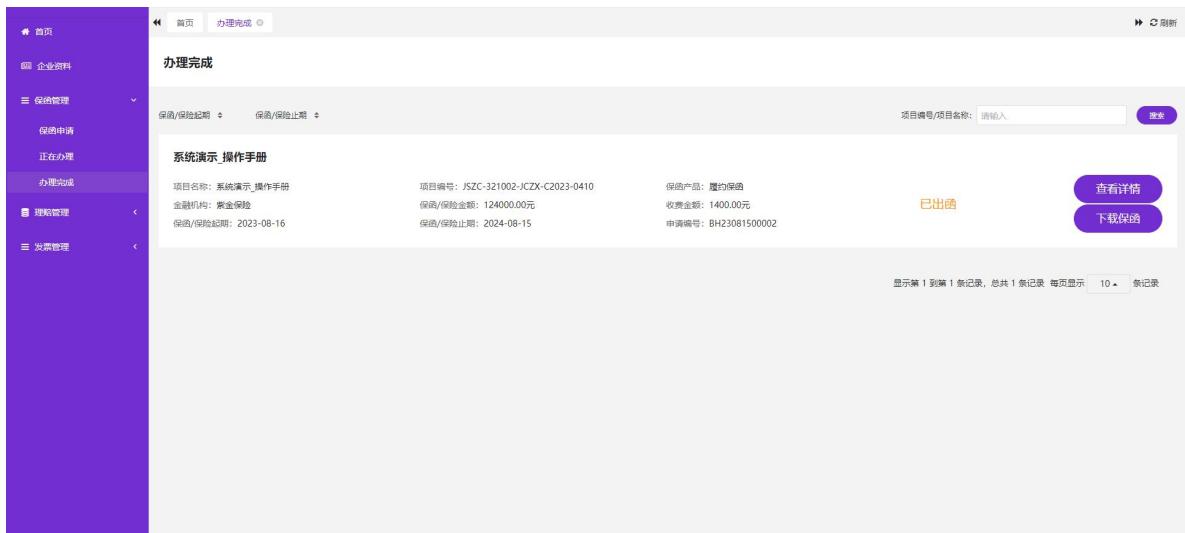 首页
企业资料
保函管理
保函申请
正在办理
办理完成
理赔管理
发票管理
首页 办理完成 刷新
办理完成
保函/保险起期 保函/保险止期 项目编号/项目名称: 请输入 搜索
系统演示_操作手册
项目名称: 系统演示_操作手册 项目编号: JSZC-321002-JCZX-C2023-0410 保函产品: 履约保函
金融机构: 紫金保险 保函/保险金额: 124000.00元 收费金额: 1400.00元
保函/保险起期: 2023-08-16 保函/保险止期: 2024-08-15 申请编号: BH23081500002
已出函
查看详情
下载保函
显示第 1 到第 1 条记录，总共 1 条记录 每页显示 10 条记录